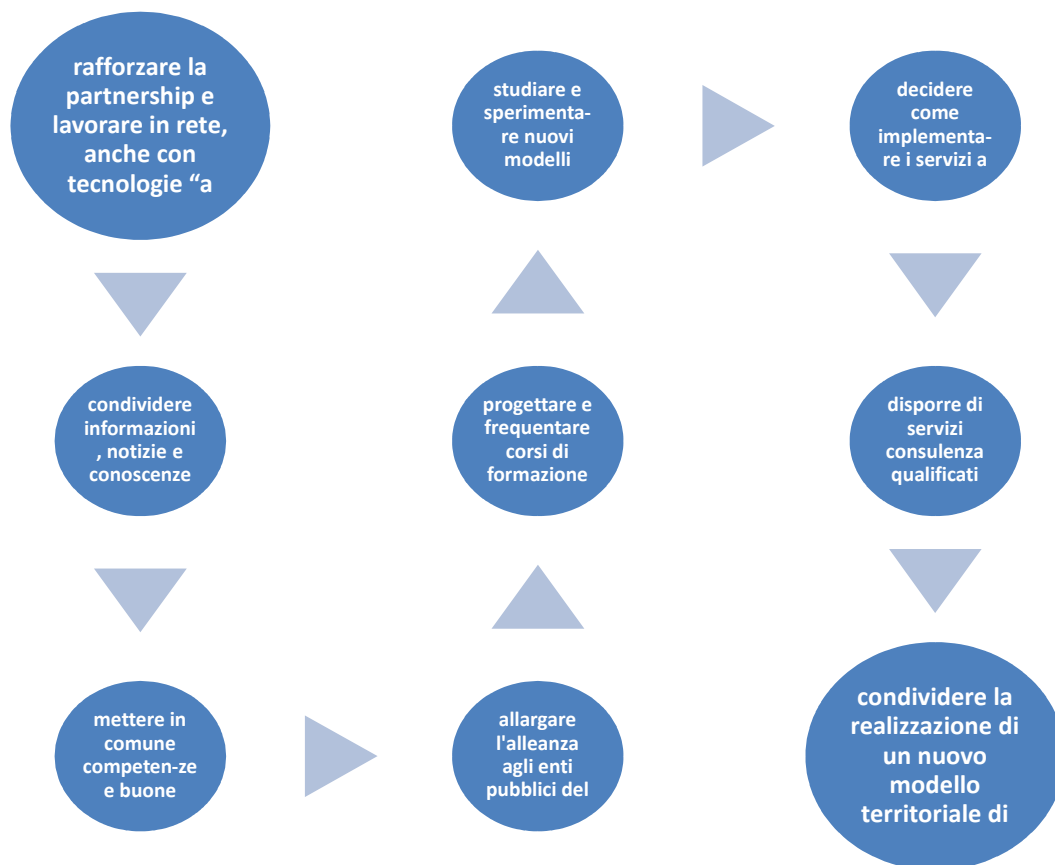 rafforzare la
partnership e
lavorare in rete,
anche con
tecnologie “a
condividere
informazioni
, notizie e
conoscenze
mettere in
comune
competen-ze
e buone
allargare
l'alleanza
agli enti
pubblici del
progettare e
frequentare
corsi di
formazione
studiare e
sperimenta-
re nuovi
modelli
decidere
come
implementa-
re i servizi a
disporre di
servizi
consulenza
qualificati
condividere la
realizzazione di
un nuovo
modello
territoriale di